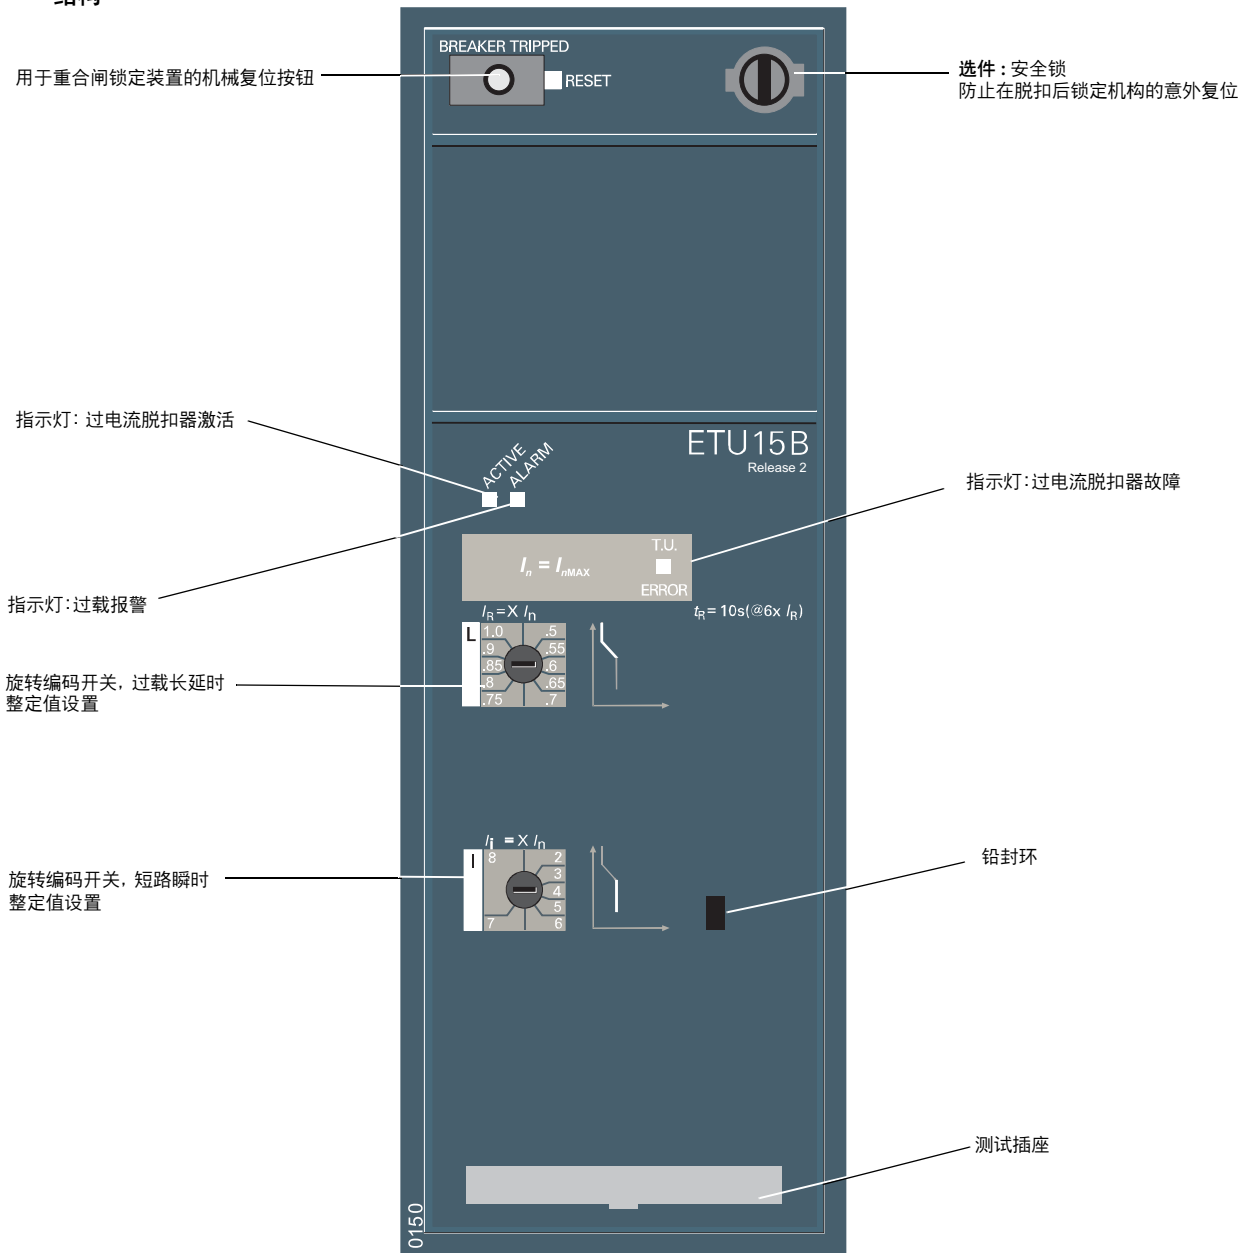 结构
BREAKER TRIPPED
RESET
用于重合闸锁定装置的机械复位按钮
选件：安全锁
防止在脱扣后锁定机构的意外复位
指示灯：过电流脱扣器激活
ACTIVE
ALARM
ETU15B
Release 2
指示灯：过电流脱扣器故障
T.U.
In = InMAX
ERROR
指示灯：过载报警
IR=X In
tR= 10s(@6x IR)
L
1.0 .5
.9 .55
.85 .6
.8 .65
.75 .7
旋转编码开关，过载长延时
整定值设置
Ii = X In
I
8 2
3
4
5
7 6
旋转编码开关，短路瞬时
整定值设置
铅封环
测试插座
0150